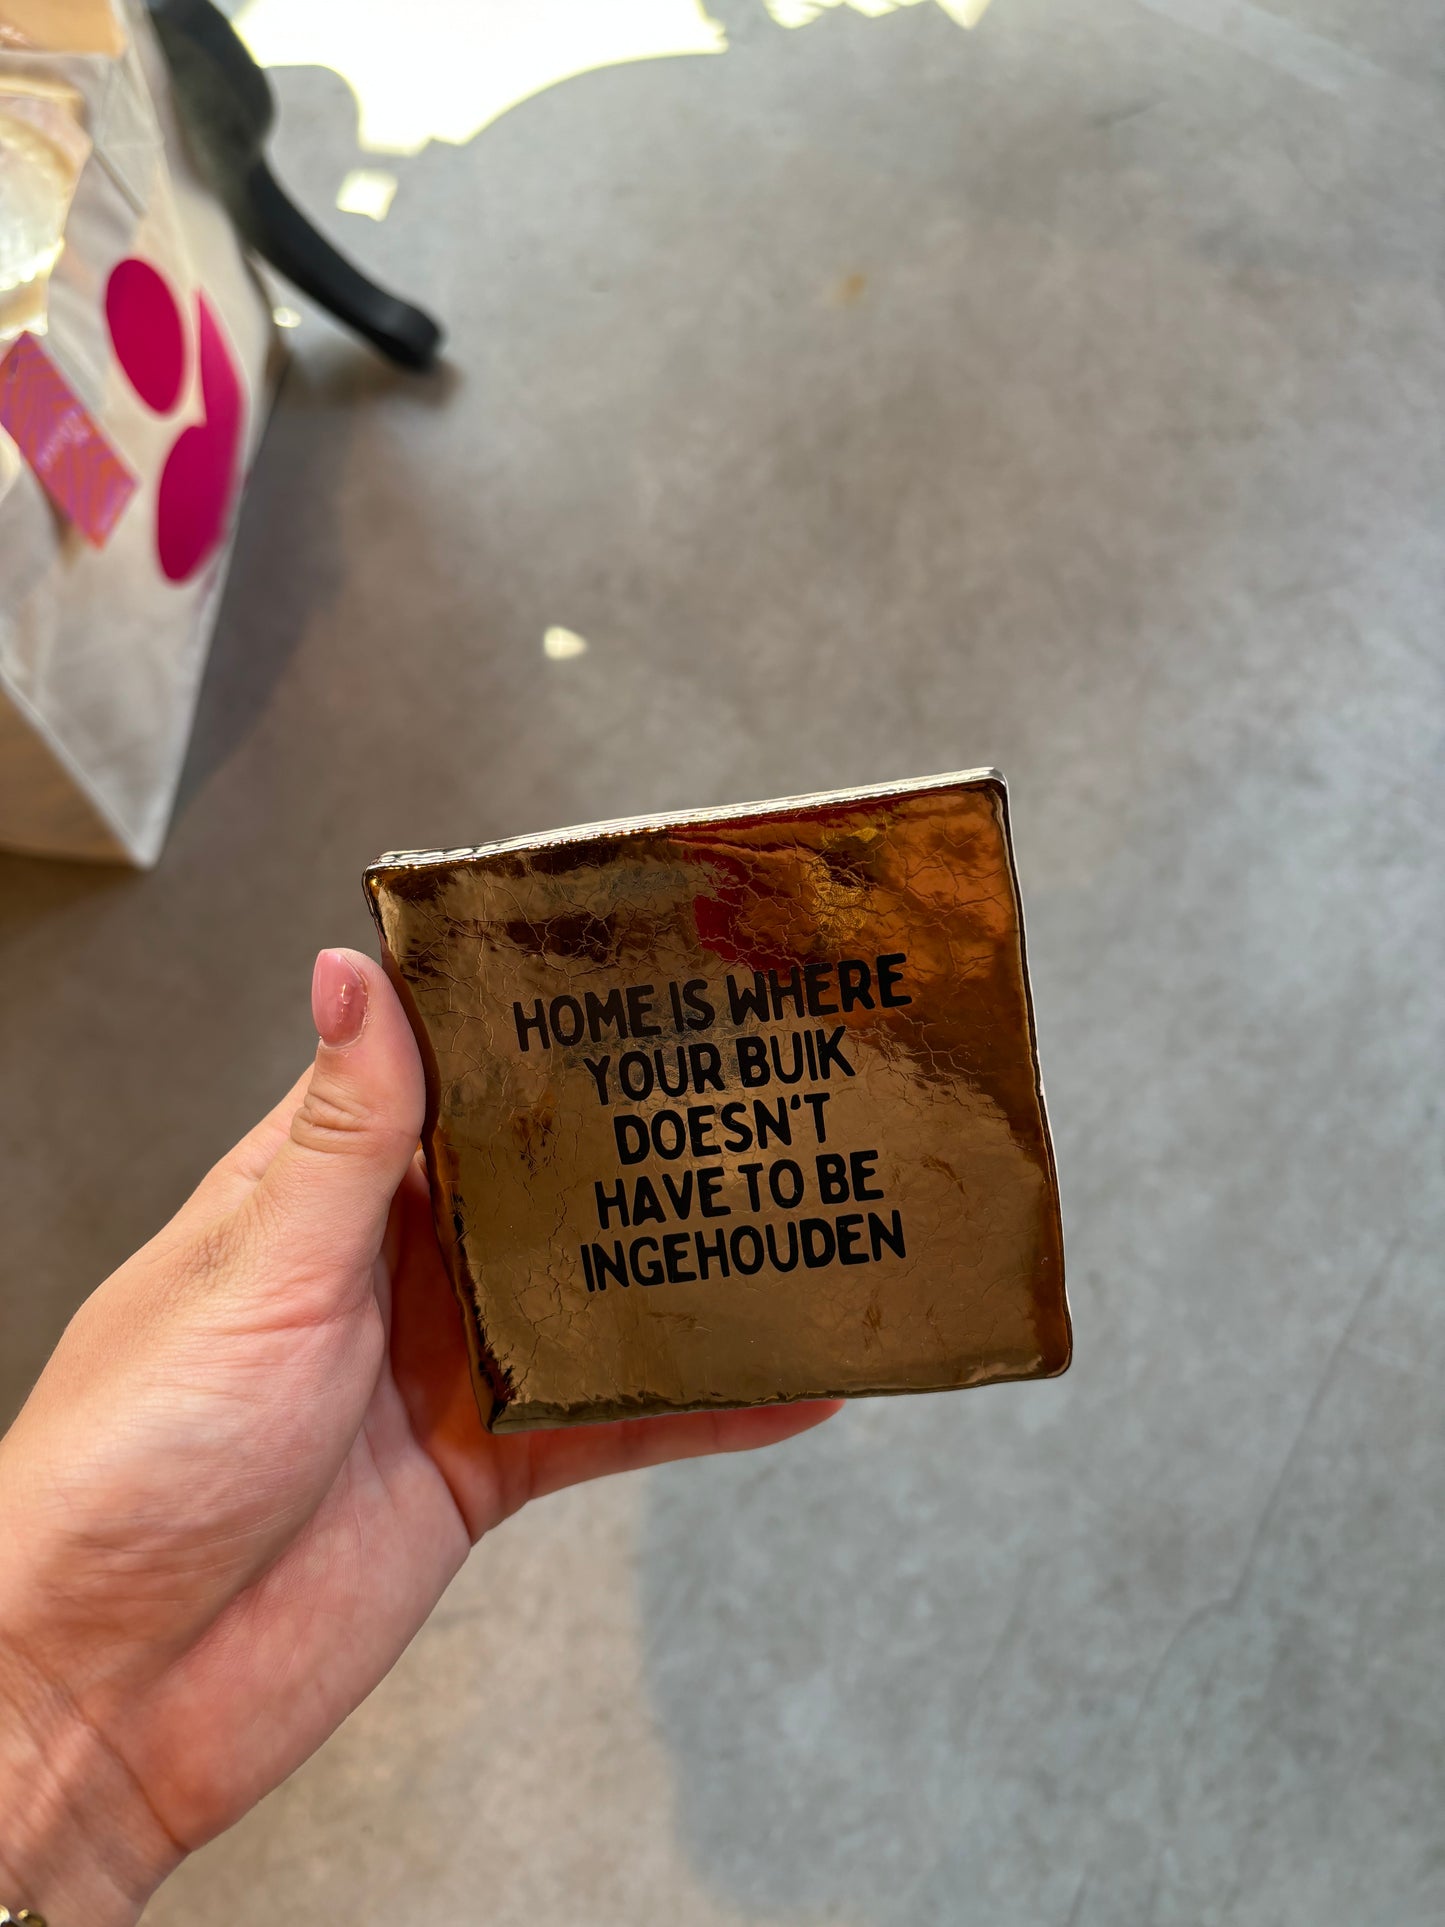 HOME IS WHERE
YOUR BUIK
DOESN'T
HAVE TO BE
INGEHOUDEN